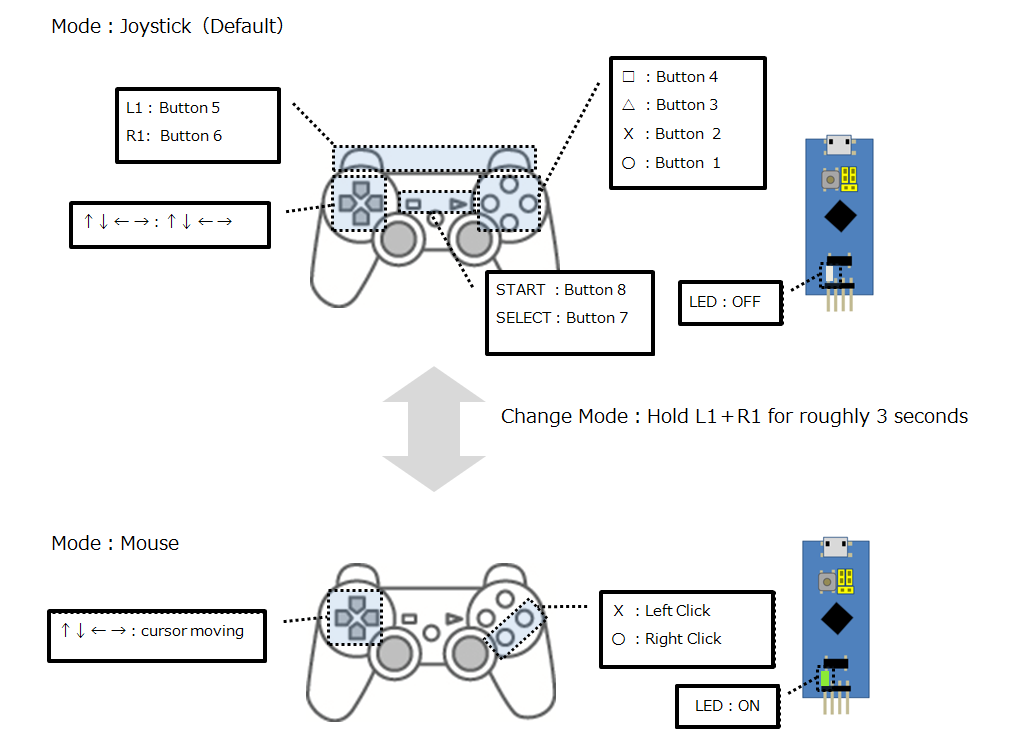 Mode : Joystick（Default）
L1 : Button 5
R1: Button 6
□ : Button 4
△ : Button 3
X : Button 2
○ : Button 1
↑↓←→ : ↑↓←→
START : Button 8
SELECT : Button 7
LED : OFF
Change Mode : Hold L1＋R1 for roughly 3 seconds
Mode : Mouse
↑↓←→ : cursor moving
X : Left Click
○ : Right Click
LED : ON